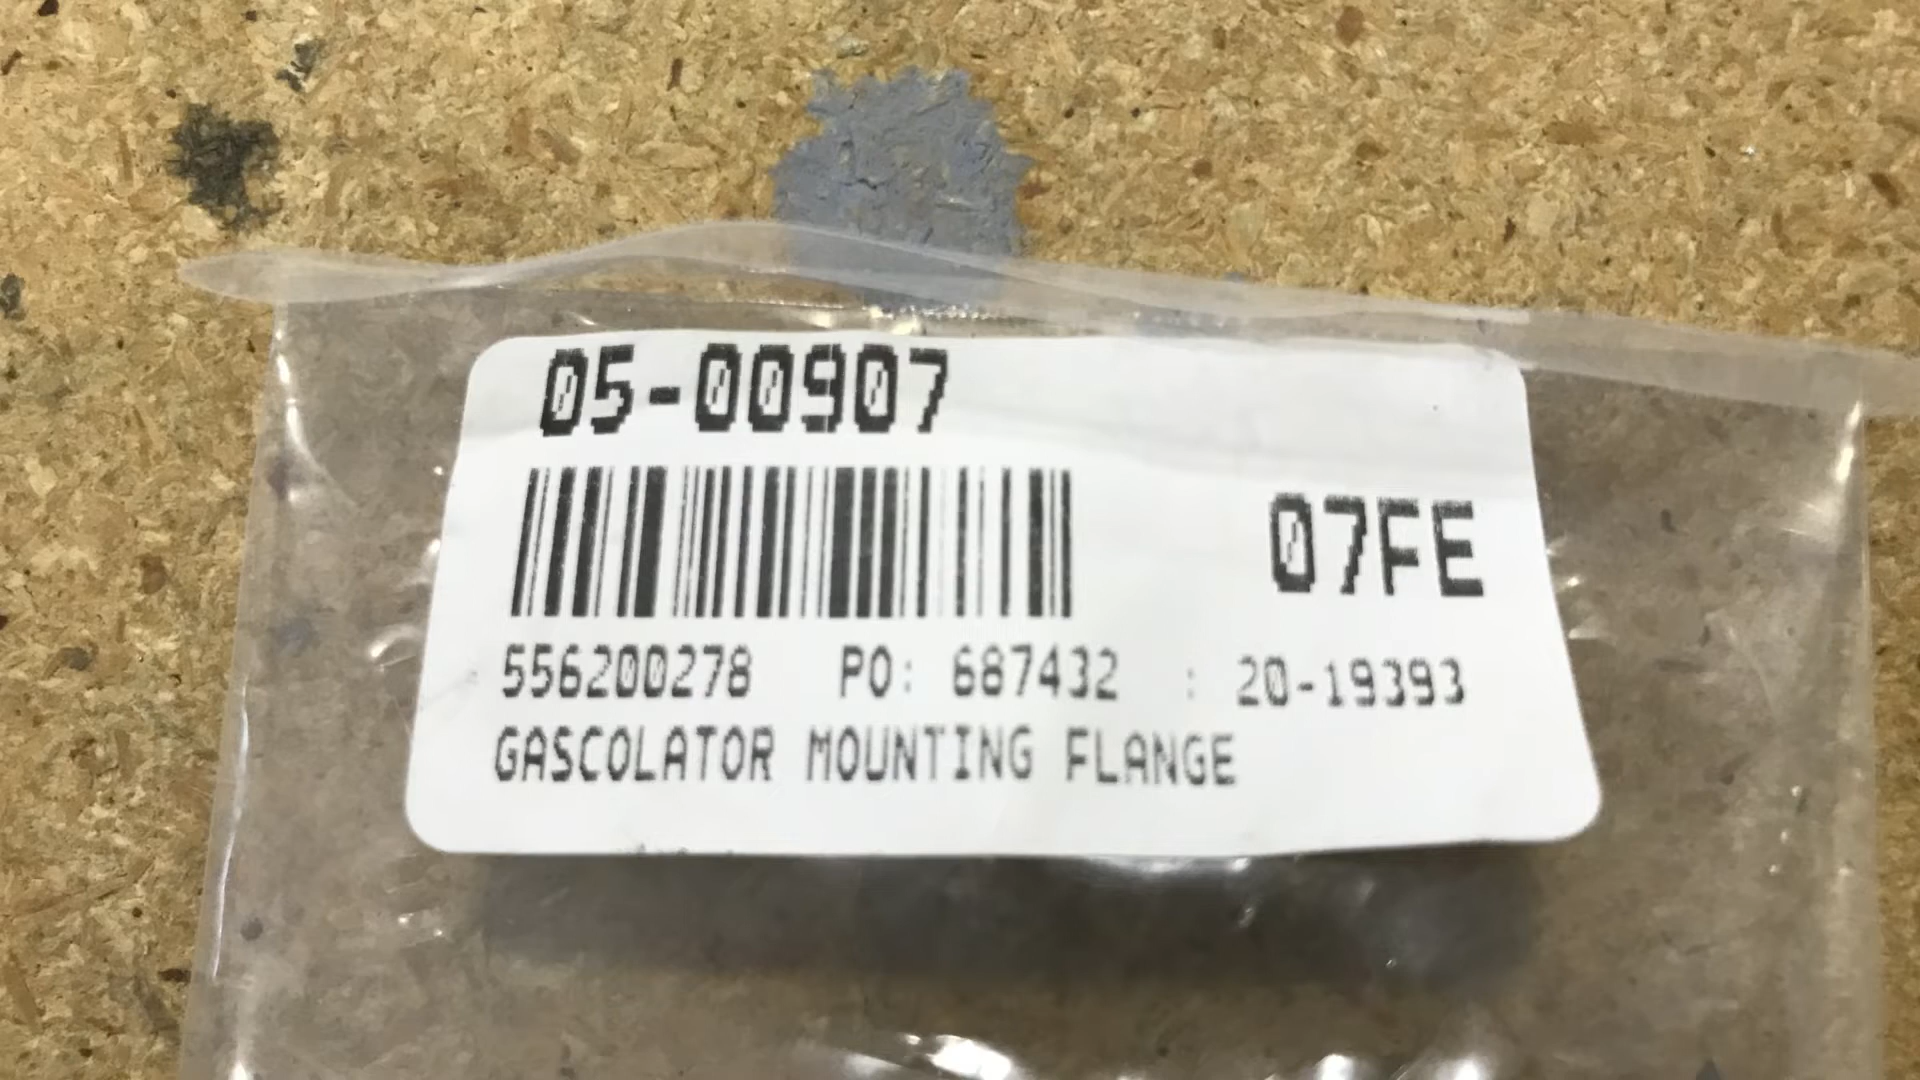 05-00907
07FE
556200278 PO: 687432 : 20-19393
GASCOLATOR MOUNTING FLANGE